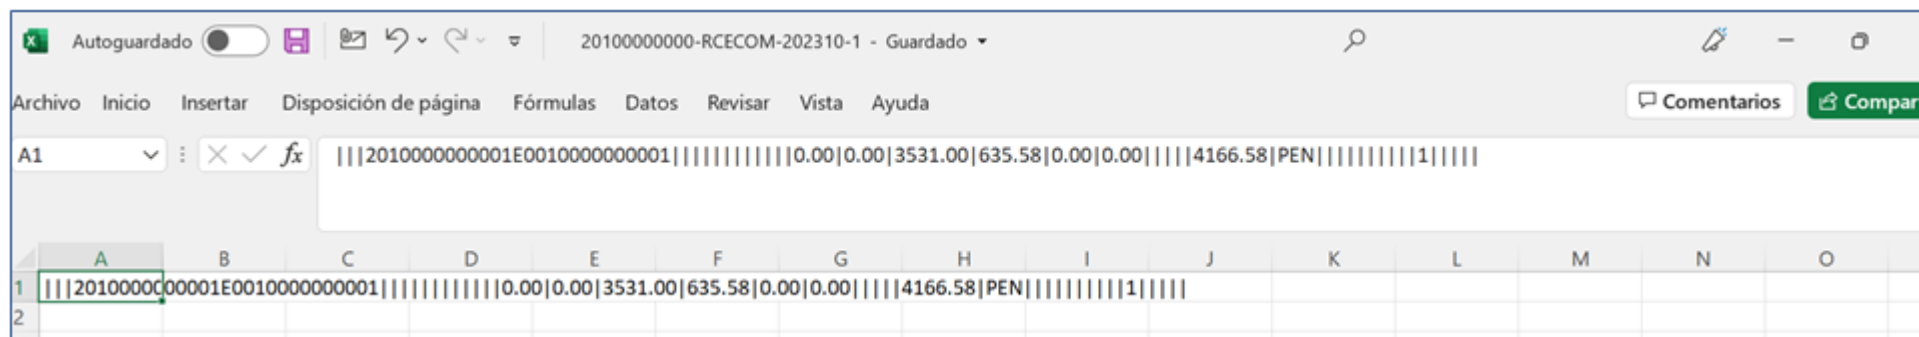 Autoguardado 20100000000-RCECOM-202310-1 - Guardado
Archivo Inicio Insertar Disposición de página Fórmulas Datos Revisar Vista Ayuda Comentarios Compar
A1 fx |||2010000000001E0010000000001||||||||||||0.00|0.00|3531.00|635.58|0.00|0.00|||||4166.58|PEN||||||||||1|||||
A B C D E F G H I J K L M N O
1 |||2010000000001E0010000000001||||||||||||0.00|0.00|3531.00|635.58|0.00|0.00|||||4166.58|PEN||||||||||1|||||
2